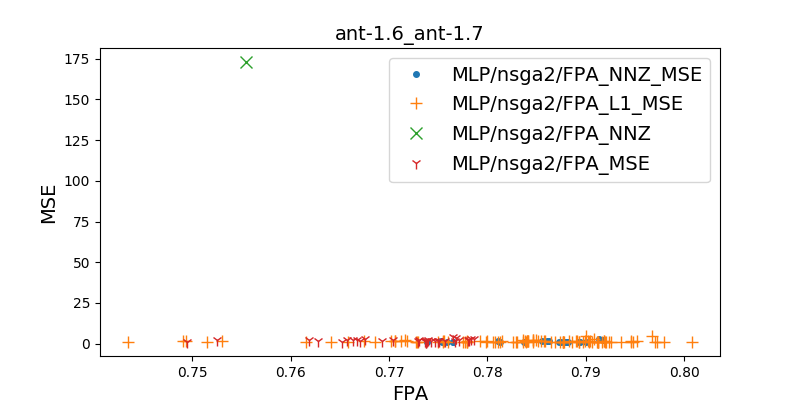 ant-1.6_ant-1.7
175
150
125
100
75
50
25
0
MSE
MLP/nsga2/FPA_NNZ_MSE
MLP/nsga2/FPA_L1_MSE
MLP/nsga2/FPA_NNZ
MLP/nsga2/FPA_MSE
0.75 0.76 0.77 0.78 0.79 0.80
FPA